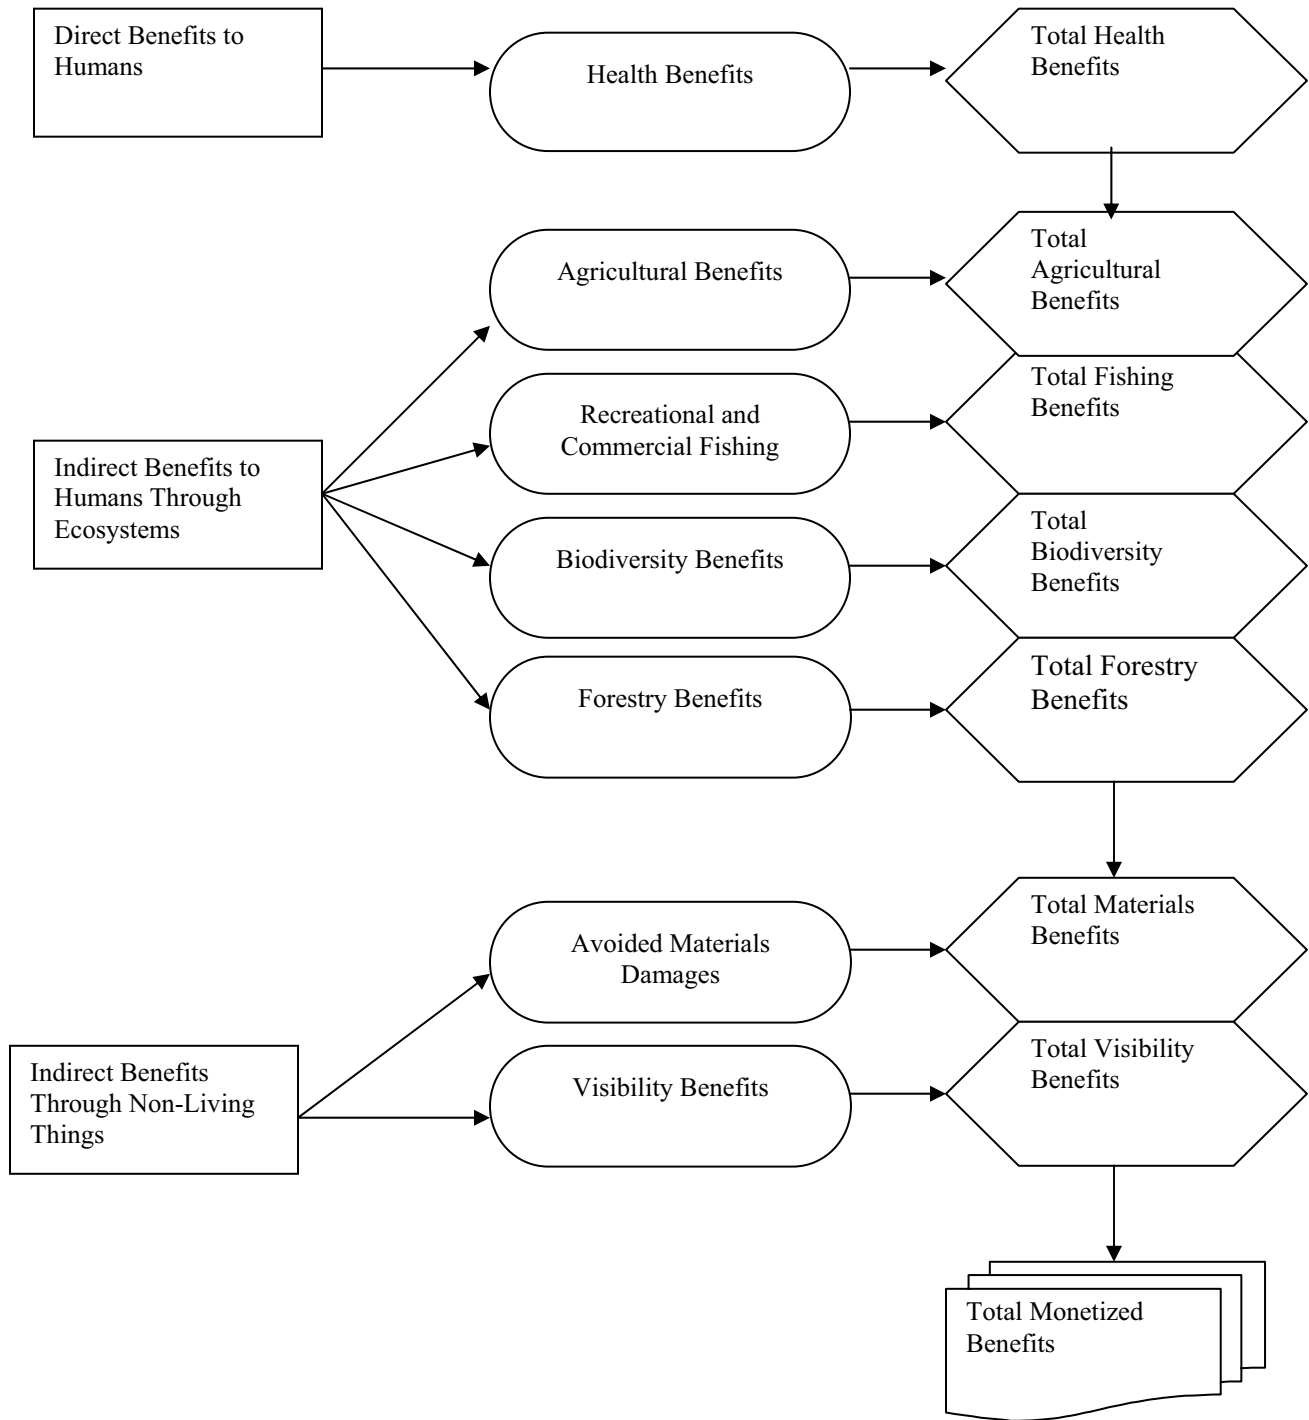 Direct Benefits to
Humans
Health Benefits
Total Health
Benefits
Agricultural Benefits
Total
Agricultural
Benefits
Recreational and
Commercial Fishing
Total Fishing
Benefits
Indirect Benefits to
Humans Through
Ecosystems
Biodiversity Benefits
Total
Biodiversity
Benefits
Forestry Benefits
Total Forestry
Benefits
Avoided Materials
Damages
Total Materials
Benefits
Indirect Benefits
Through Non-Living
Things
Visibility Benefits
Total Visibility
Benefits
Total Monetized
Benefits